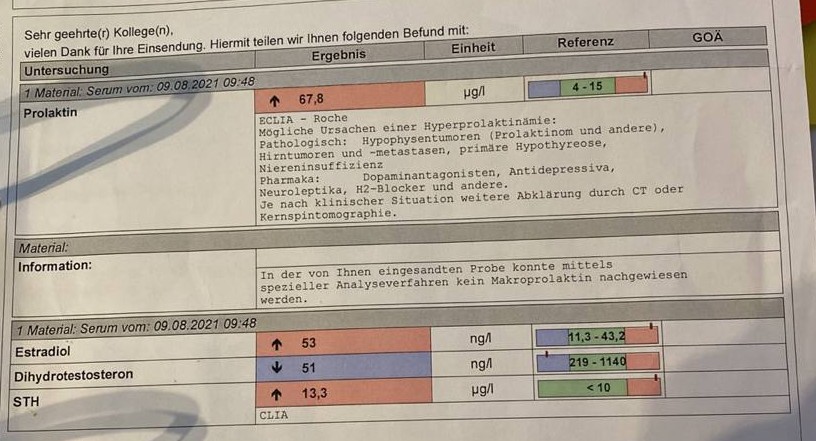 Sehr geehrte(r) Kollege(n),
vielen Dank für Ihre Einsendung. Hiermit teilen wir Ihnen folgenden Befund mit:
Untersuchung Ergebnis Einheit Referenz GOÄ
1 Material: Serum vom: 09.08.2021 09:48
Prolaktin ↑ 67,8 µg/l 4 - 15
ECLIA - Roche
Mögliche Ursachen einer Hyperprolaktinämie:
Pathologisch: Hypophysentumoren (Prolaktinom und andere),
Hirntumoren und -metastasen, primäre Hypothyreose,
Niereninsuffizienz
Pharmaka: Dopaminantagonisten, Antidepressiva,
Neuroleptika, H2-Blocker und andere.
Je nach klinischer Situation weitere Abklärung durch CT oder
Kernspintomographie.
Material:
Information:
In der von Ihnen eingesandten Probe konnte mittels
spezieller Analyseverfahren kein Makroprolaktin nachgewiesen
werden.
1 Material: Serum vom: 09.08.2021 09:48
Estradiol ↑ 53 ng/l 11,3 - 43,2
Dihydrotestosteron ↓ 51 ng/l 219 - 1140
STH ↑ 13,3 µg/l < 10
CLIA